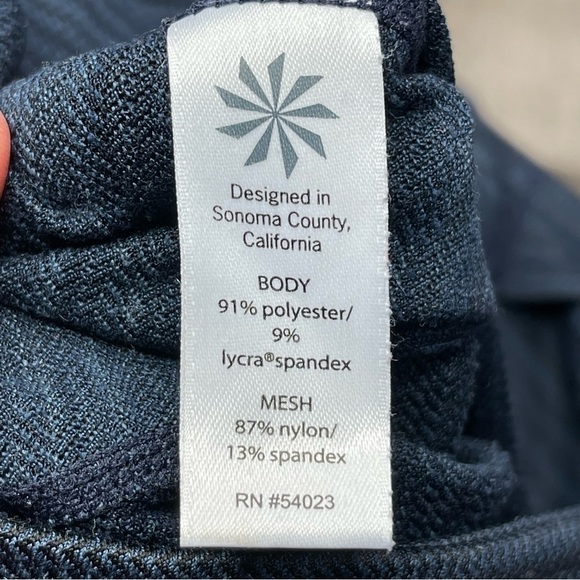 Designed in
Sonoma County,
California
BODY
91% polyester/
9%
lycra®spandex
MESH
87% nylon/
13% spandex
RN #54023